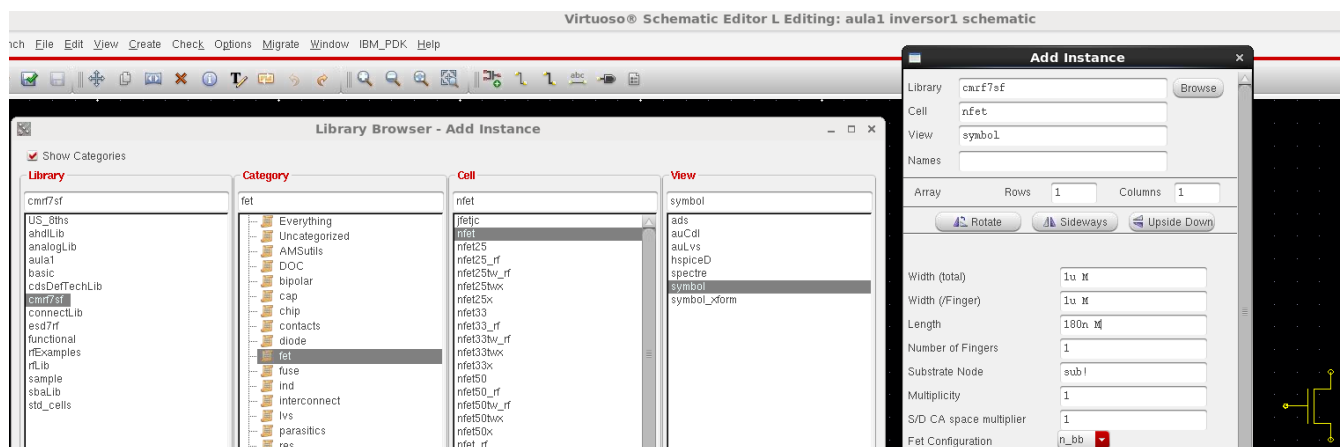 Virtuoso® Schematic Editor L Editing: aula1 inversor1 schematic
File Edit View Create Check Options Migrate Window IBM_PDK Help
abc
Library Browser - Add Instance
Show Categories
Library
cmrf7sf
US_8ths
ahdlLib
analogLib
aula1
basic
cdsDefTechLib
cmrf7sf
connectLib
esd7rf
functional
rfExamples
rfLib
sample
sbaLib
std_cells
Category
fet
Everything
Uncategorized
AMSutils
DOC
bipolar
cap
chip
contacts
diode
fet
fuse
ind
interconnect
lvs
parasitics
res
Cell
nfet
jfetjc
nfet
nfet25
nfet25_rf
nfet25tw_rf
nfet25twx
nfet25x
nfet33
nfet33_rf
nfet33tw_rf
nfet33twx
nfet33x
nfet50
nfet50_rf
nfet50tw_rf
nfet50twx
nfet50x
nfet_rf
View
symbol
ads
auCdl
auLvs
hspiceD
spectre
symbol
symbol_xform
Add Instance
Library cmrf7sf Browse
Cell nfet
View symbol
Names
Array Rows 1 Columns 1
Rotate Sideways Upside Down
Width (total) 1u M
Width (/Finger) 1u M
Length 180n M
Number of Fingers 1
Substrate Node sub!
Multiplicity 1
S/D CA space multiplier 1
Fet Configuration n_bb